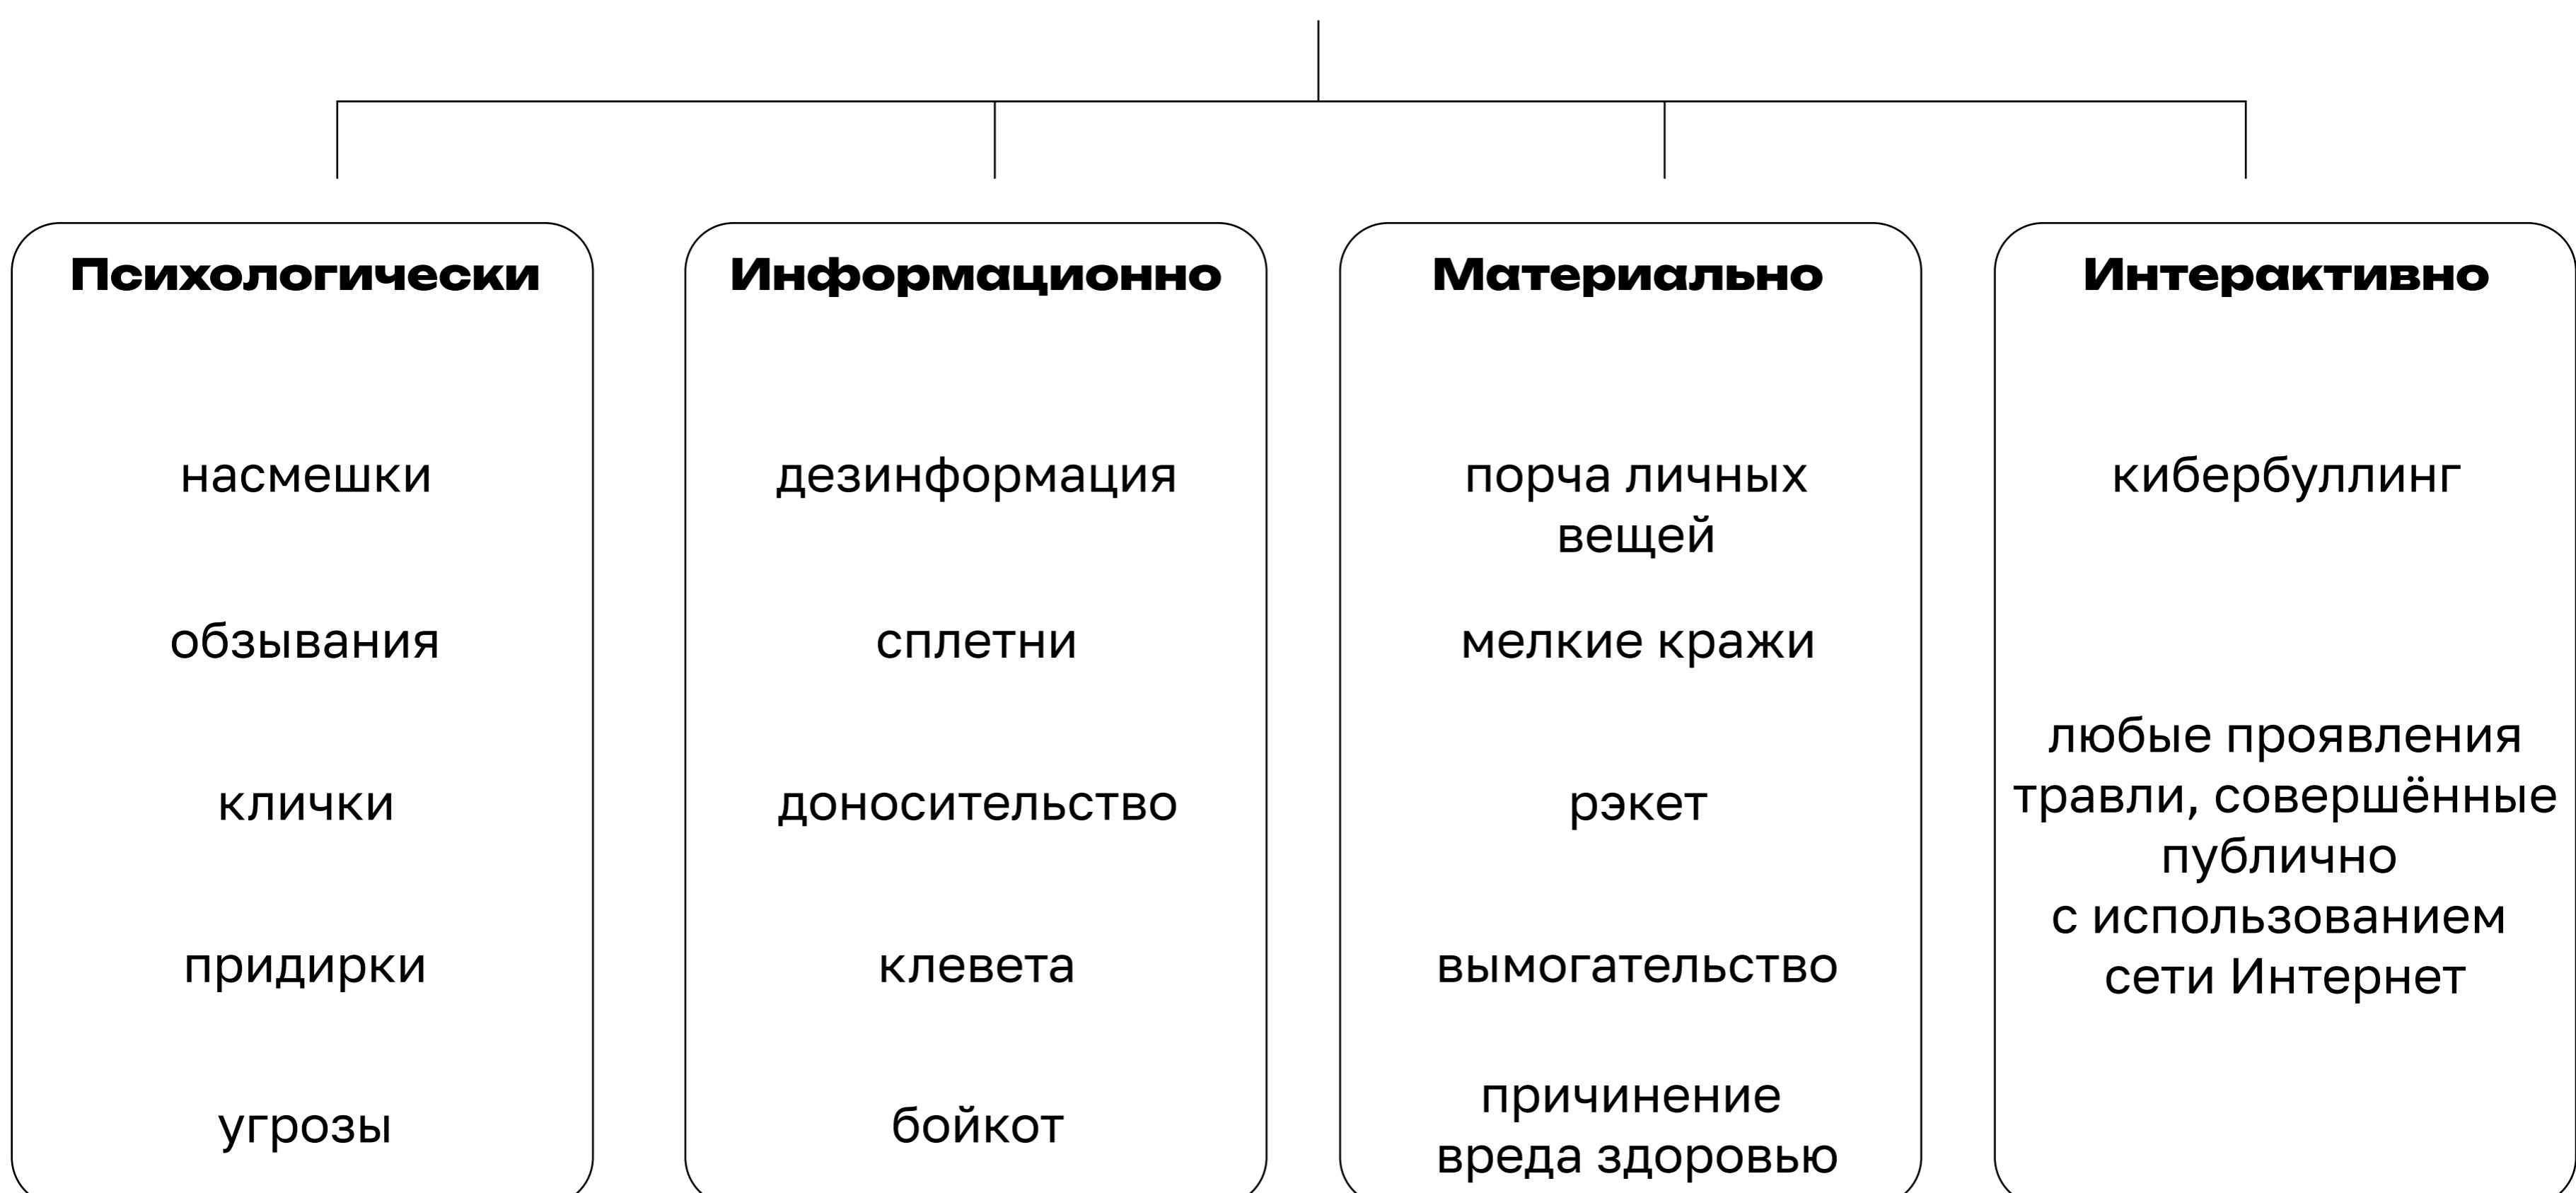 Психологически
насмешки
обзывания
клички
придирки
угрозы
Информационно
дезинформация
сплетни
доносительство
клевета
бойкот
Материально
порча личных
вещей
мелкие кражи
рэкет
вымогательство
причинение
вреда здоровью
Интерактивно
кибербуллинг
любые проявления
травли, совершённые
публично
с использованием
сети Интернет